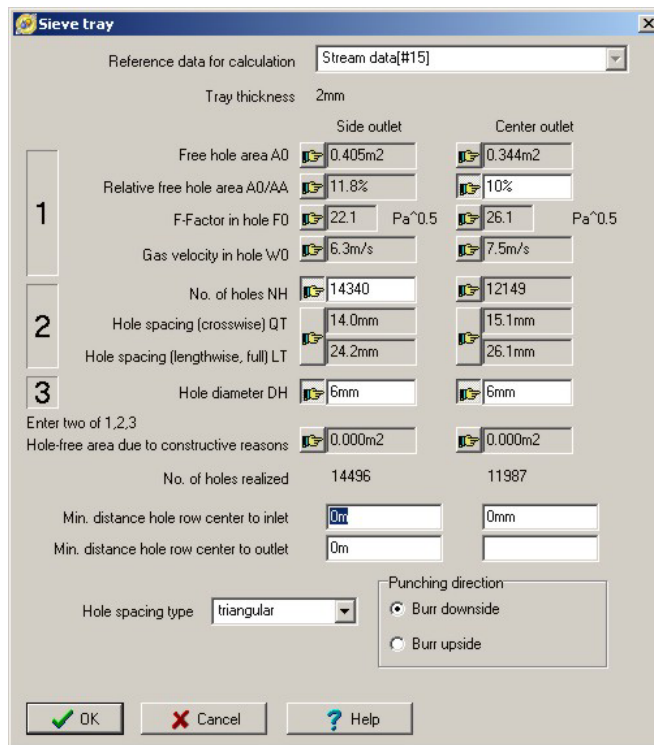 Sieve tray
Reference data for calculation Stream data[#15]
Tray thickness 2mm
Side outlet Center outlet
1
Free hole area A0 0.405m2 0.344m2
Relative free hole area A0/AA 11.8% 10%
F-Factor in hole F0 22.1 Pa^0.5 26.1 Pa^0.5
Gas velocity in hole W0 6.3m/s 7.5m/s
2
No. of holes NH 14340 12149
Hole spacing (crosswise) QT 14.0mm 15.1mm
Hole spacing (lengthwise, full) LT 24.2mm 26.1mm
3 Hole diameter DH 6mm 6mm
Enter two of 1,2,3
Hole-free area due to constructive reasons 0.000m2 0.000m2
No. of holes realized 14496 11987
Min. distance hole row center to inlet 0m 0mm
Min. distance hole row center to outlet 0m
Hole spacing type triangular
Punching direction
Burr downside
Burr upside
OK Cancel ? Help